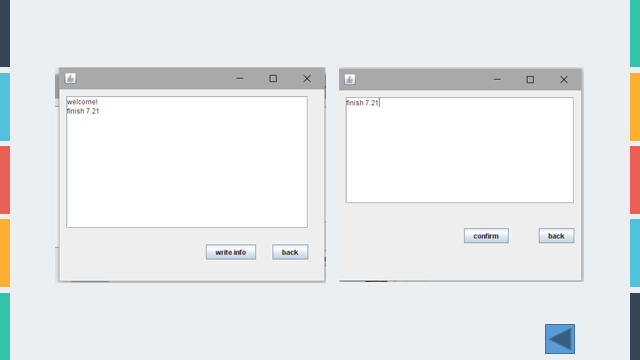 welcome!
finish 7.21
write info
back
finish 7.21
confirm
back